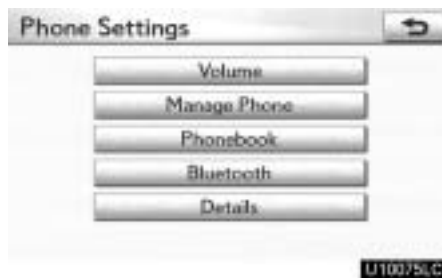 Phone Settings
Volume
Manage Phone
Phonebook
Bluetooth
Details
U10075LC